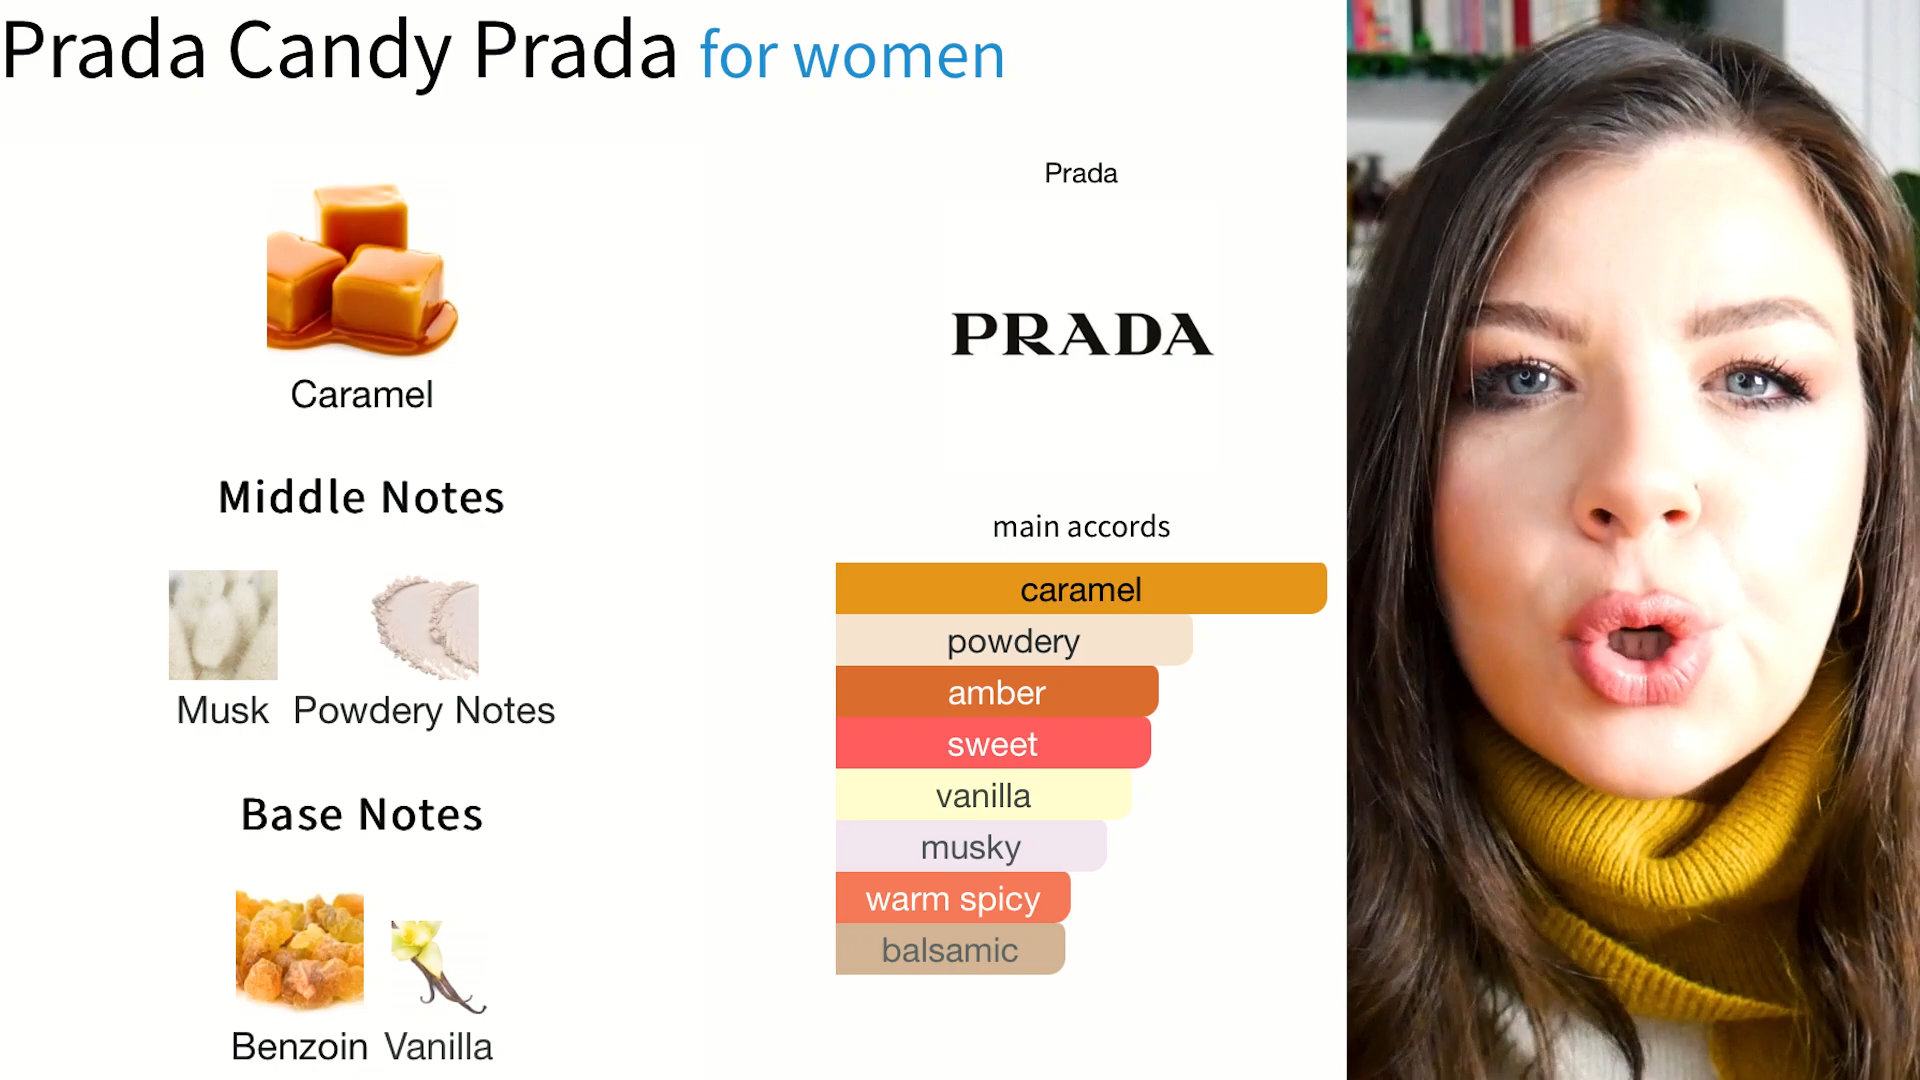 Prada Candy Prada for women
Caramel
Middle Notes
Musk Powdery Notes
Base Notes
Benzoin Vanilla
Prada
PRADA
main accords
caramel
powdery
amber
sweet
vanilla
musky
warm spicy
balsamic